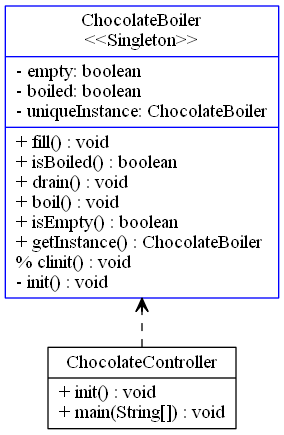 ChocolateBoiler
<<Singleton>>
- empty: boolean
- boiled: boolean
- uniqueInstance: ChocolateBoiler
+ fill() : void
+ isBoiled() : boolean
+ drain() : void
+ boil() : void
+ isEmpty() : boolean
+ getInstance() : ChocolateBoiler
% clinit() : void
- init() : void
ChocolateController
+ init() : void
+ main(String[]) : void